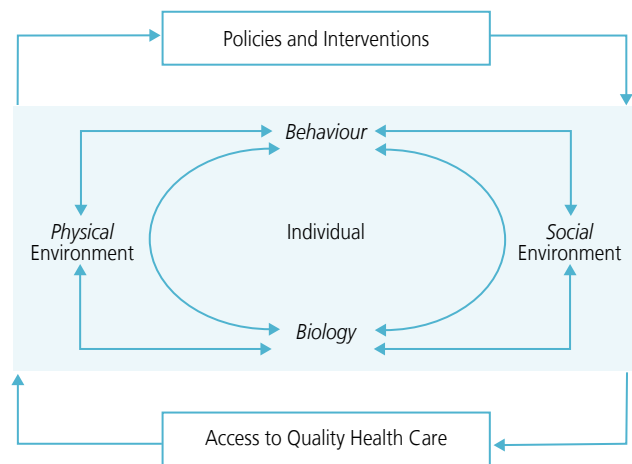 Policies and Interventions
Behaviour
Physical
Environment
Individual
Social
Environment
Biology
Access to Quality Health Care